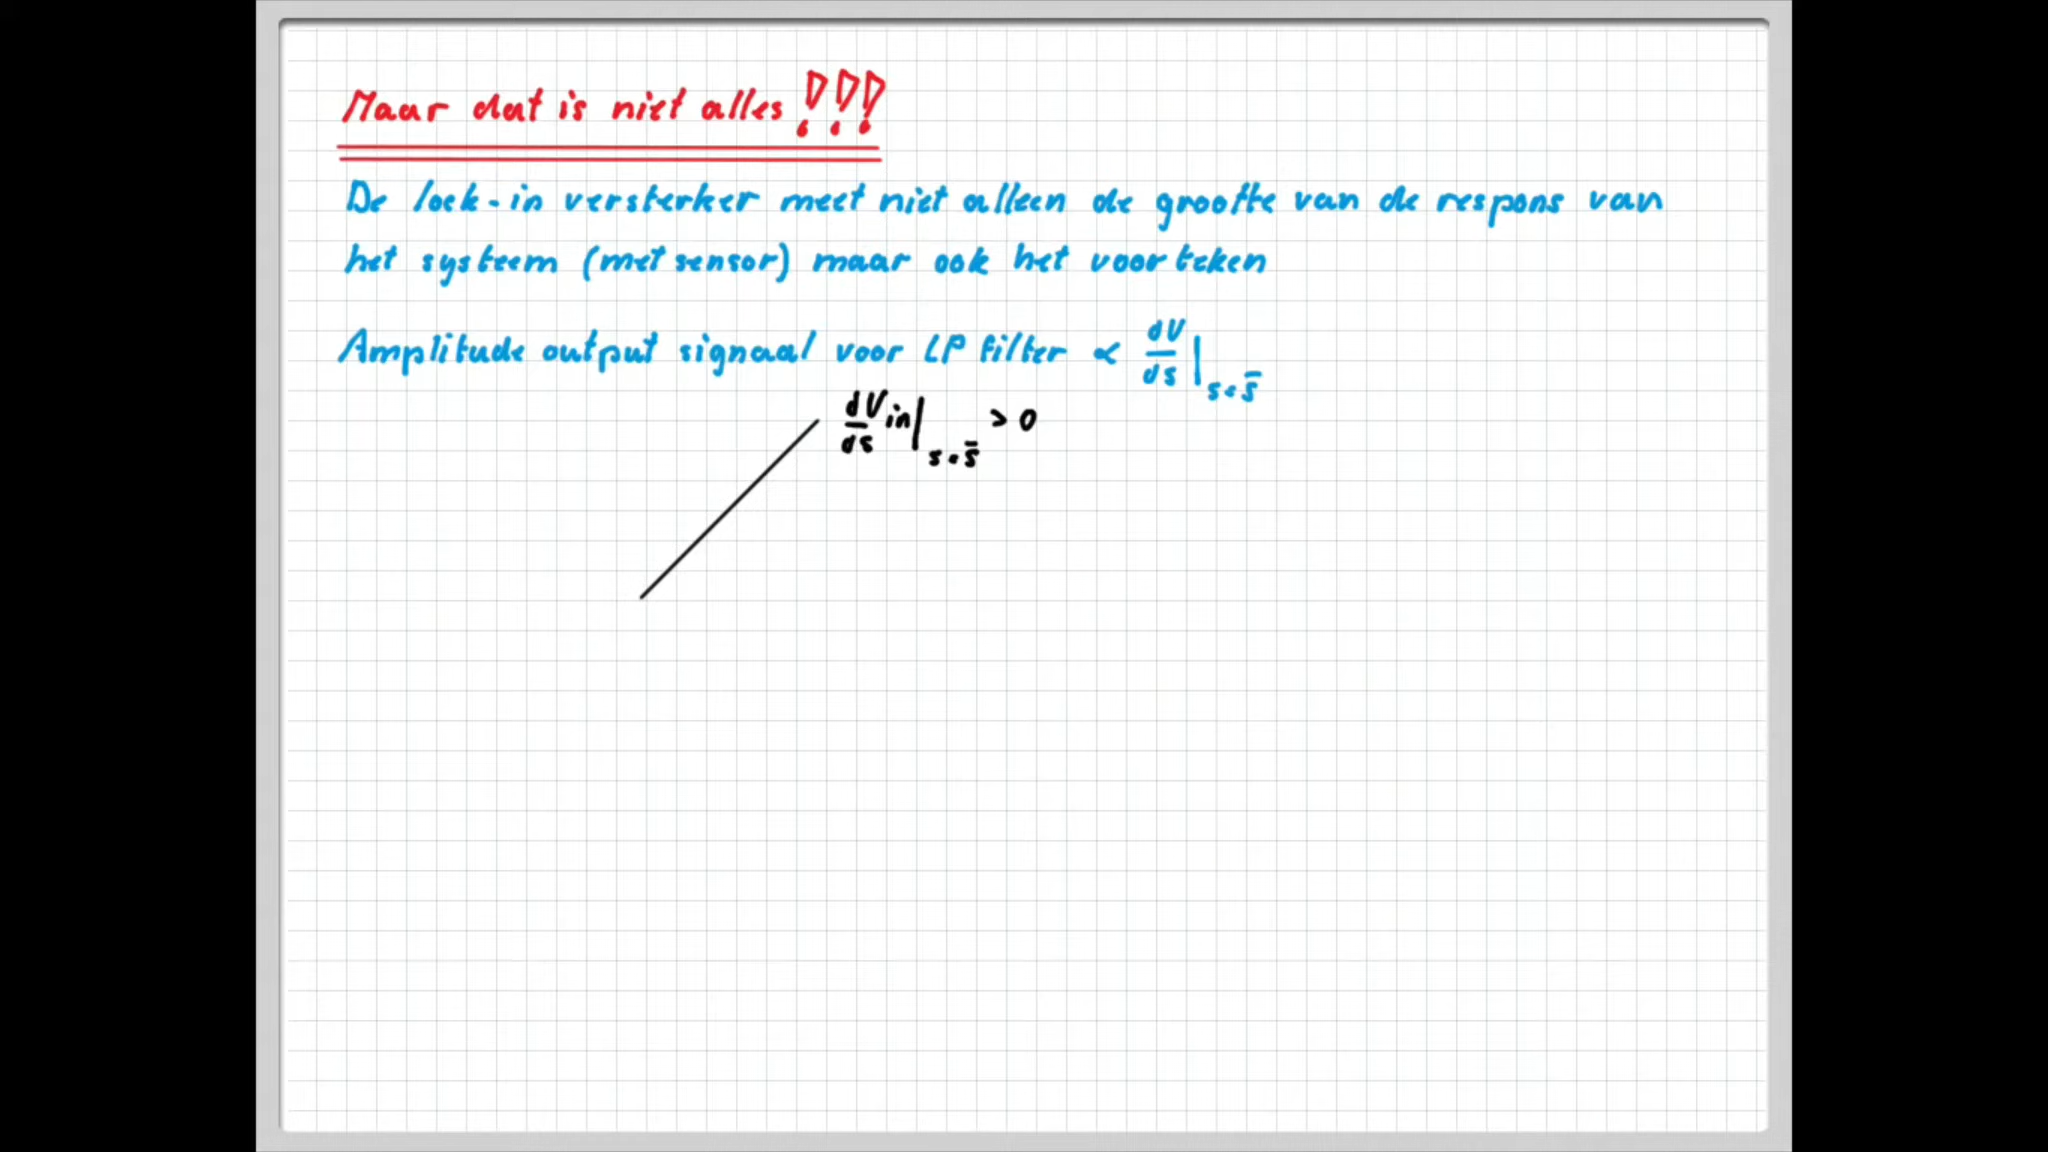 Maar dat is niet alles !!!
De lock-in versterker meet niet alleen de grootte van de respons van
het systeem (met sensor) maar ook het voorteken
Amplitude output signaal voor LP filter ∝ dV/ds |s=s̄
dVin/ds |s=s̄ > 0